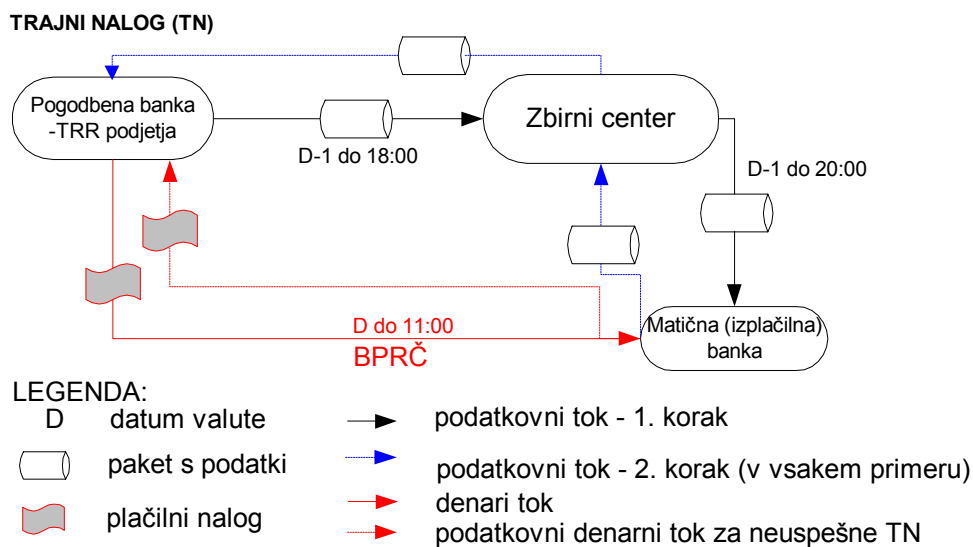 TRAJNI NALOG (TN)
Pogodbena banka
-TRR podjetja
Zbirni center
D-1 do 18:00
D-1 do 20:00
D do 11:00
BPRČ
Matična (izplačilna)
banka
LEGENDA:
D datum valute
podatkovni tok - 1. korak
paket s podatki
podatkovni tok - 2. korak (v vsakem primeru)
denari tok
plačilni nalog
podatkovni denarni tok za neuspešne TN